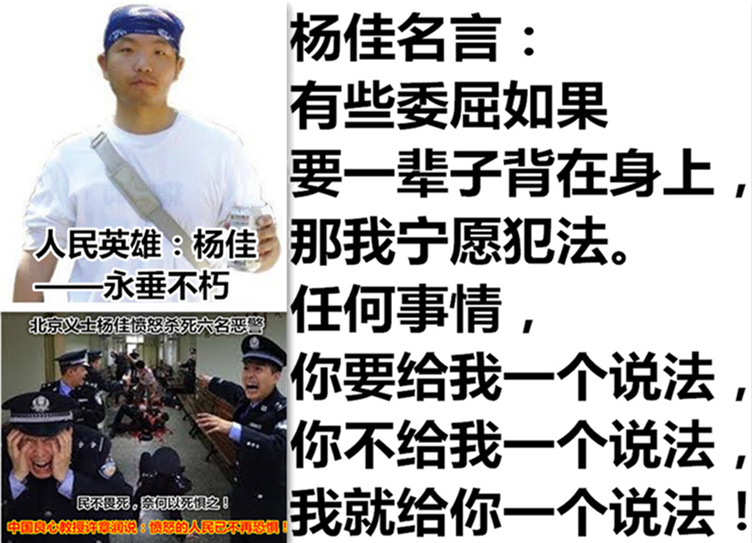 人民英雄：杨佳
——永垂不朽
北京义士杨佳愤怒杀死六名恶警
民不畏死，奈何以死惧之！
中国良心教授许章润说：愤怒的人民已不再恐惧！
杨佳名言：
有些委屈如果
要一辈子背在身上，
那我宁愿犯法。
任何事情，
你要给我一个说法，
你不给我一个说法，
我就给你一个说法！